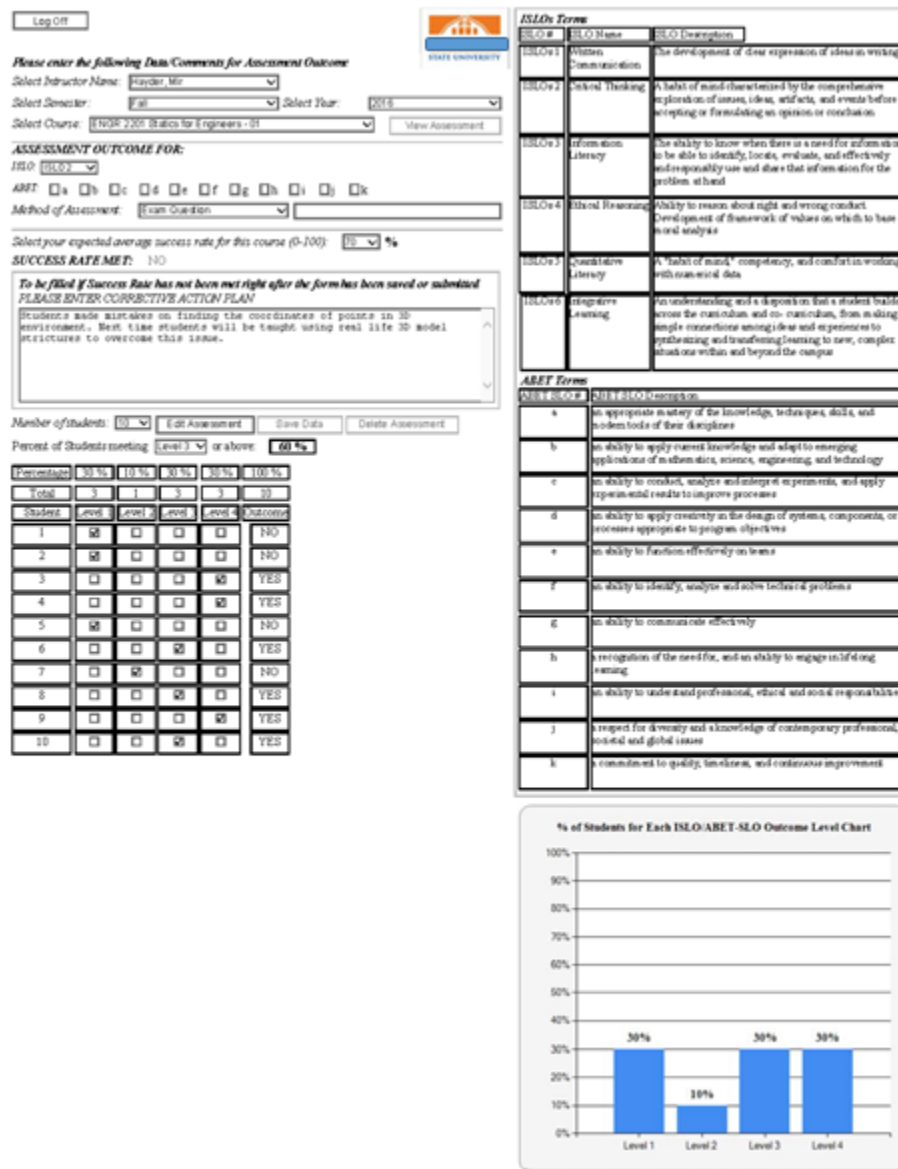 Log Off
STATE UNIVERSITY
Please enter the following Data/Comments for Assessment Outcome
Select Intructor Name: Hayder, Mir
Select Semester: Fall Select Year: 2016
Select Course: ENGR 2201 Statics for Engineers - 01 View Assessment
ASSESSMENT OUTCOME FOR:
ISLO: ISLO 2
ABET: a b c d e f g h i j k
Method of Assessment: Exam Question
Select your expected average success rate for this course (0-100): 70 %
SUCCESS RATE MET: NO
To be filled if Success Rate has not been met right after the form has been saved or submitted
PLEASE ENTER CORRECTIVE ACTION PLAN
Students made mistakes on finding the coordinates of points in 3D
environment. Next time students will be taught using real life 3D model
strictures to overcome this issue.
Number of students: 10 Edit Assessment Save Data Delete Assessment
Percent of Students meeting Level 3 or above: 60 %
Percentage 30 % 10 % 30 % 30 % 100 %
Total 3 1 3 3 10
Student Level 1 Level 2 Level 3 Level 4 Outcome
1 NO
2 NO
3 YES
4 YES
5 NO
6 YES
7 NO
8 YES
9 YES
10 YES
ISLOs Terms
ISLO # ISLO Name ISLO Description
ISLOs 1 Written Communication The development of clear expression of ideas in writing
ISLOs 2 Critical Thinking A habit of mind characterized by the comprehensive
exploration of issues, ideas, artifacts, and events before
accepting or formulating an opinion or conclusion
ISLOs 3 Information Literacy The ability to know when there is a need for information
to be able to identify, locate, evaluate, and effectively
and responsibly use and share that information for the
problem at hand
ISLOs 4 Ethical Reasoning Ability to reason about right and wrong conduct.
Development of framework of values on which to base
moral analysis
ISLOs 5 Quantitative Literacy A "habit of mind," competency, and comfort in working
with numerical data
ISLOs 6 Integrative Learning An understanding and a disposition that a student builds
across the curriculum and co- curriculum, from making
simple connections among ideas and experiences to
synthesizing and transferring learning to new, complex
situations within and beyond the campus
ABET Terms
ABET SLO # ABET SLO Description
a an appropriate mastery of the knowledge, techniques, skills, and
modern tools of their disciplines
b an ability to apply current knowledge and adapt to emerging
applications of mathematics, science, engineering, and technology
c an ability to conduct, analyze and interpret experiments, and apply
experimental results to improve processes
d an ability to apply creativity in the design of systems, components, or
processes appropriate to program objectives
e an ability to function effectively on teams
f an ability to identify, analyze and solve technical problems
g an ability to communicate effectively
h a recognition of the need for, and an ability to engage in lifelong
learning
i an ability to understand professional, ethical and social responsibilitie
j a respect for diversity and a knowledge of contemporary professional,
societal and global issues
k a commitment to quality, timeliness, and continuous improvement
% of Students for Each ISLO/ABET-SLO Outcome Level Chart
100%
90%
80%
70%
60%
50%
40%
30%
20%
10%
0%
30% 10% 30% 30%
Level 1 Level 2 Level 3 Level 4